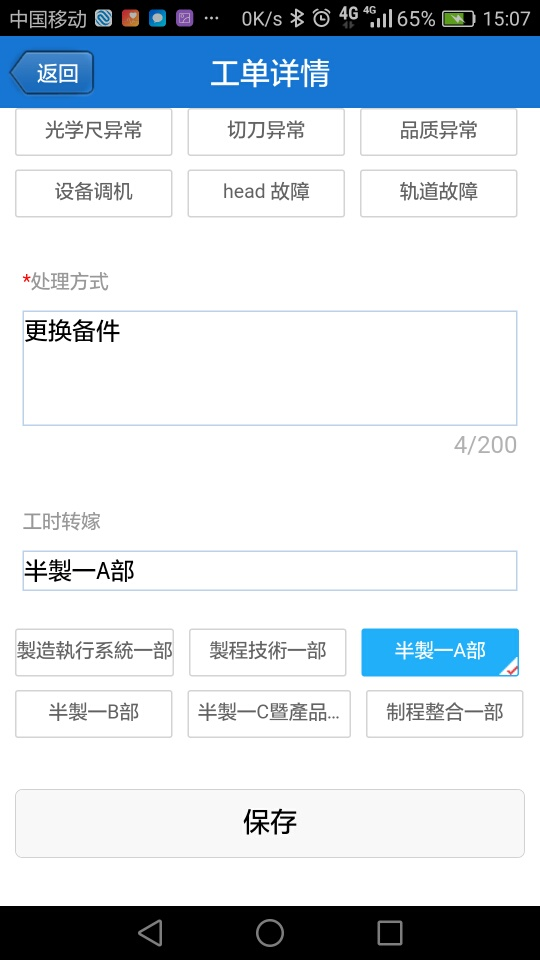 中国移动 ··· 0K/s 4G 4G 65% 15:07
返回 工单详情
光学尺异常 切刀异常 品质异常
设备调机 head 故障 轨道故障
*处理方式
更换备件
4/200
工时转嫁
半製一A部
製造執行系統一部 製程技術一部 半製一A部
半製一B部 半製一C暨產品... 制程整合一部
保存